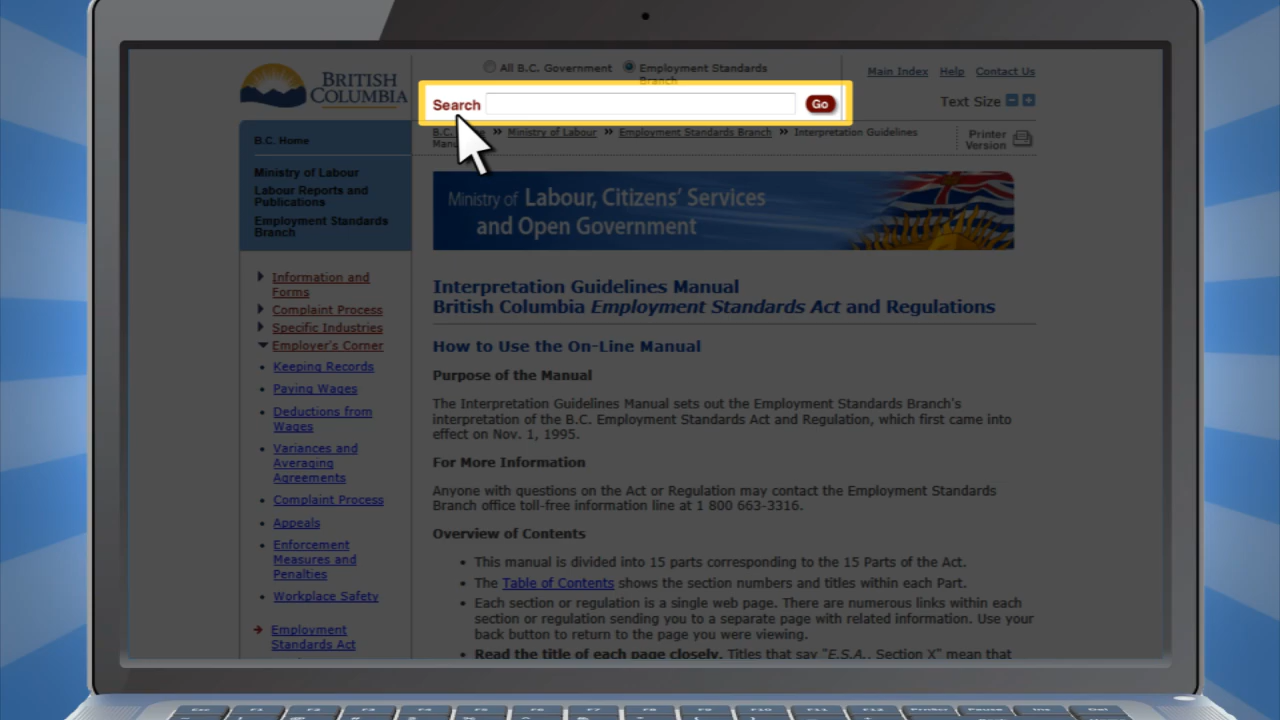 BRITISH
COLUMBIA
All B.C. Government
Employment Standards
Branch
Search
Go
Main Index Help Contact Us
Text Size
» Ministry of Labour » Employment Standards Branch » Interpretation Guidelines
Printer
Version
B.C. Home
Ministry of Labour
Labour Reports and
Publications
Employment Standards
Branch
Information and
Forms
Complaint Process
Specific Industries
Employer's Corner
Keeping Records
Paying Wages
Deductions from
Wages
Variances and
Averaging
Agreements
Complaint Process
Appeals
Enforcement
Measures and
Penalties
Workplace Safety
Employment
Standards Act
Ministry of Labour, Citizens' Services
and Open Government
Interpretation Guidelines Manual
British Columbia Employment Standards Act and Regulations
How to Use the On-Line Manual
Purpose of the Manual
The Interpretation Guidelines Manual sets out the Employment Standards Branch's
interpretation of the B.C. Employment Standards Act and Regulation, which first came into
effect on Nov. 1, 1995.
For More Information
Anyone with questions on the Act or Regulation may contact the Employment Standards
Branch office toll-free information line at 1 800 663-3316.
Overview of Contents
• This manual is divided into 15 parts corresponding to the 15 Parts of the Act.
• The Table of Contents shows the section numbers and titles within each Part.
• Each section or regulation is a single web page. There are numerous links within each
section or regulation sending you to a separate page with related information. Use your
back button to return to the page you were viewing.
• Read the title of each page closely. Titles that say "E.S.A., Section X" mean that